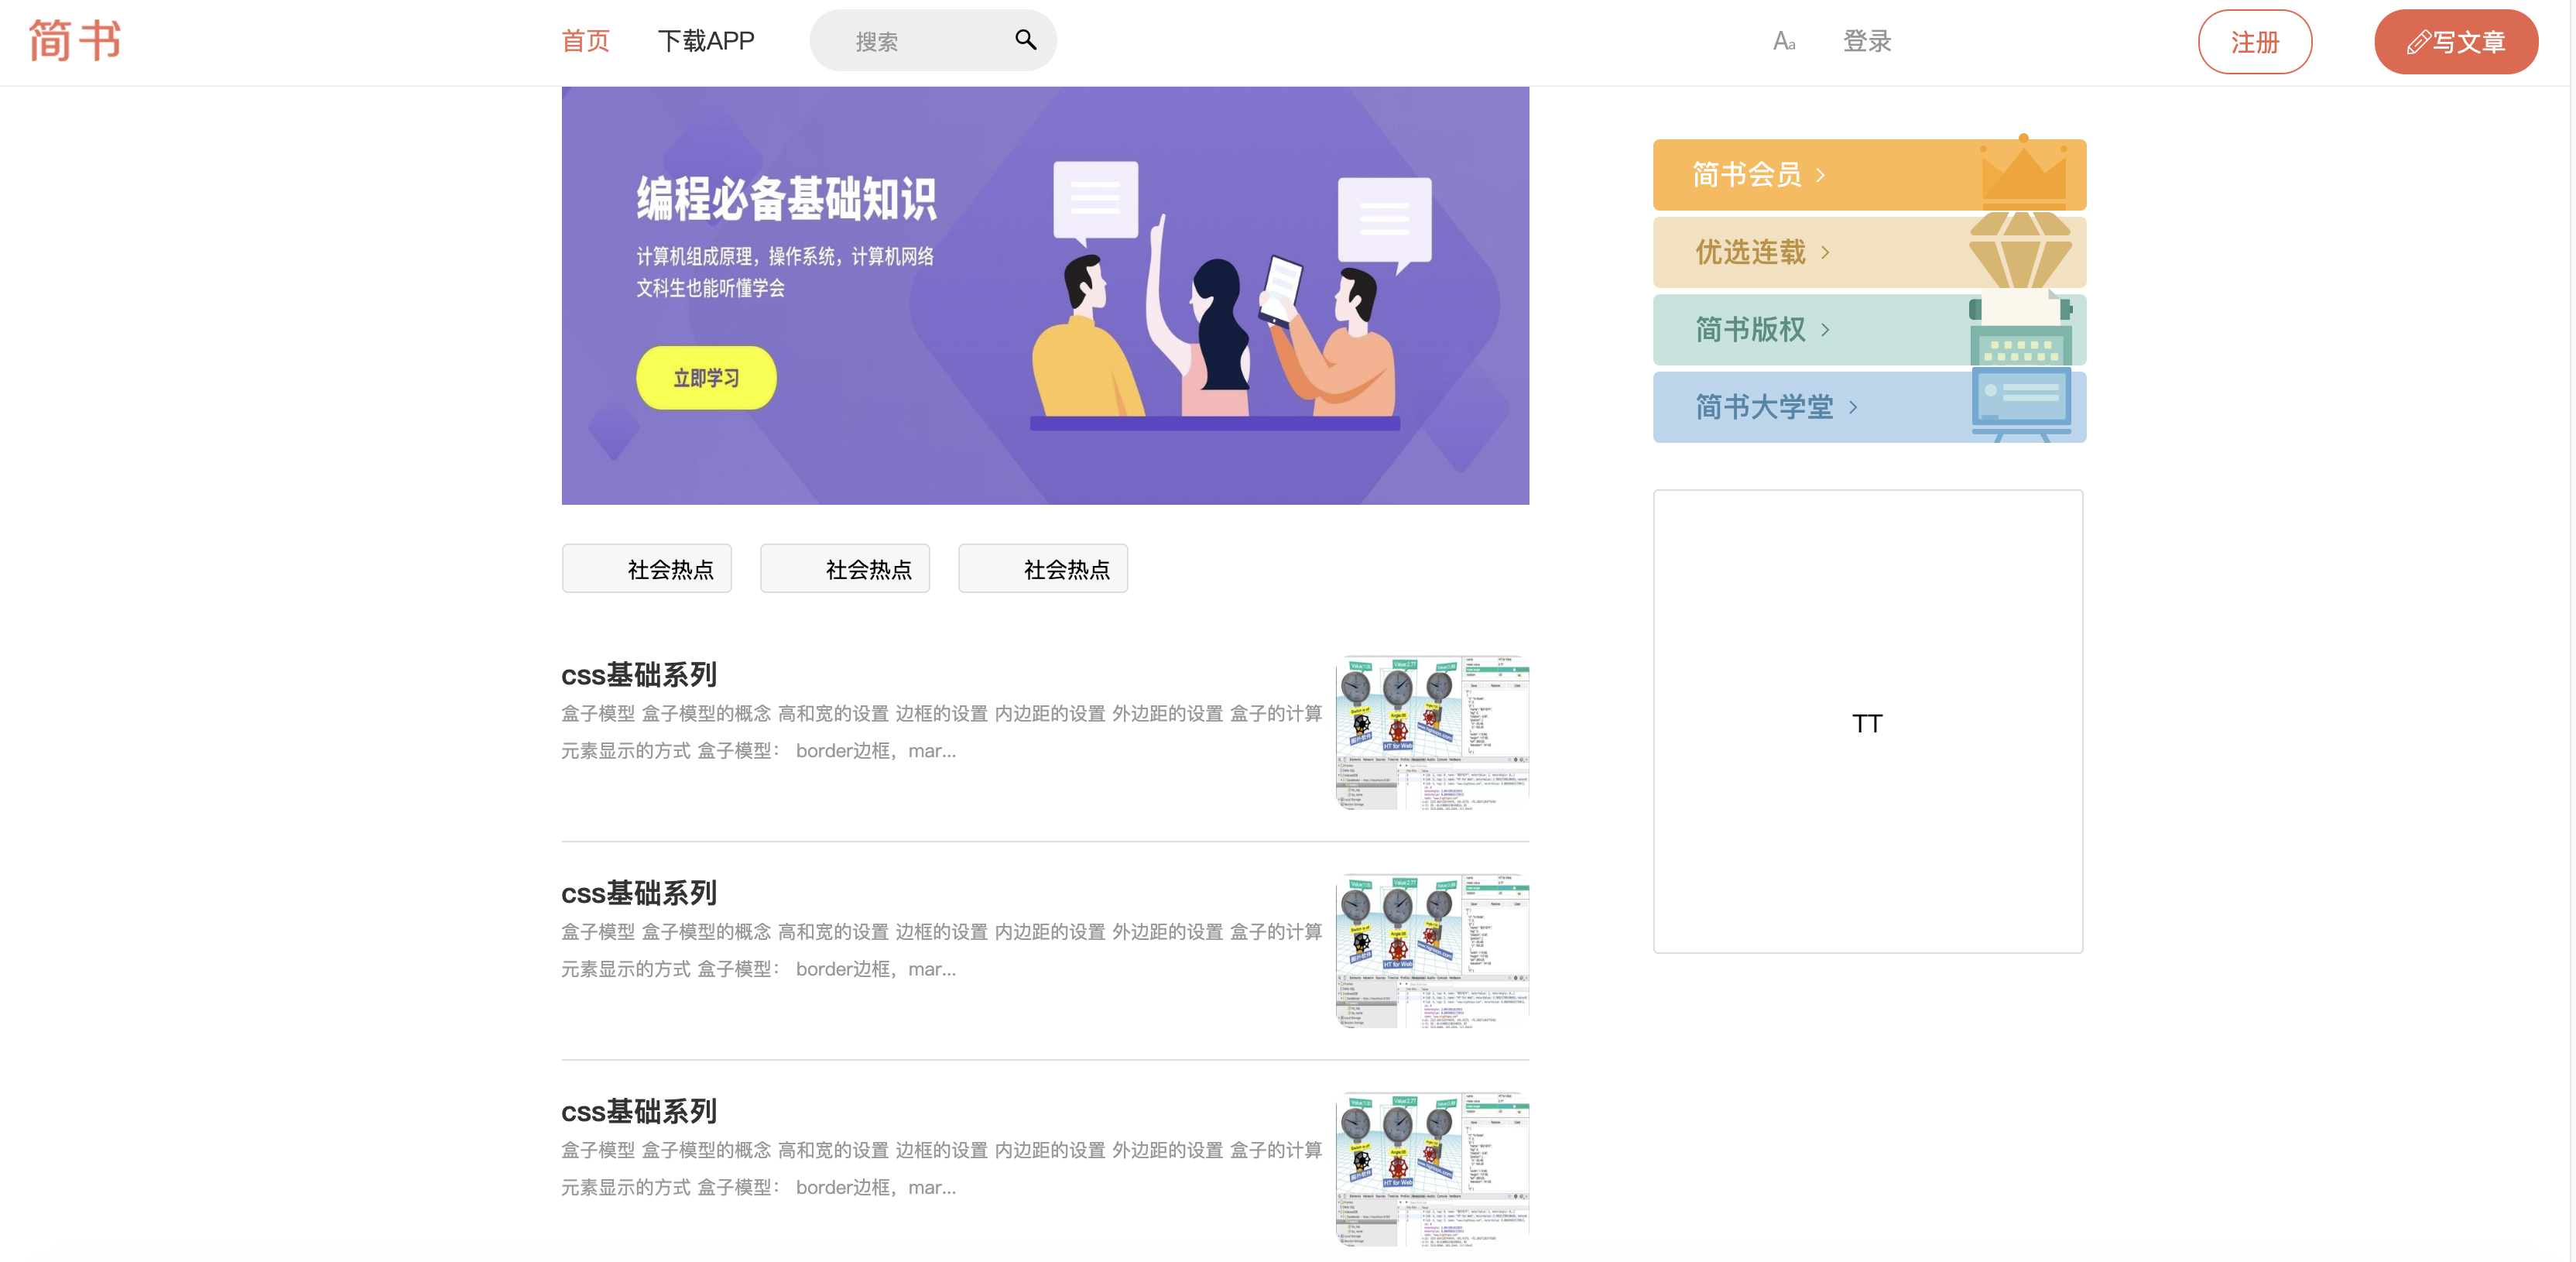 简书
首页 下载APP 搜索 Aa 登录 注册 写文章
编程必备基础知识
计算机组成原理，操作系统，计算机网络
文科生也能听懂学会
立即学习
简书会员
优选连载
简书版权
简书大学堂
社会热点 社会热点 社会热点
TT
css基础系列
盒子模型 盒子模型的概念 高和宽的设置 边框的设置 内边距的设置 外边距的设置 盒子的计算
元素显示的方式 盒子模型： border边框，mar...
HT for Web
css基础系列
盒子模型 盒子模型的概念 高和宽的设置 边框的设置 内边距的设置 外边距的设置 盒子的计算
元素显示的方式 盒子模型： border边框，mar...
HT for Web
css基础系列
盒子模型 盒子模型的概念 高和宽的设置 边框的设置 内边距的设置 外边距的设置 盒子的计算
元素显示的方式 盒子模型： border边框，mar...
HT for Web